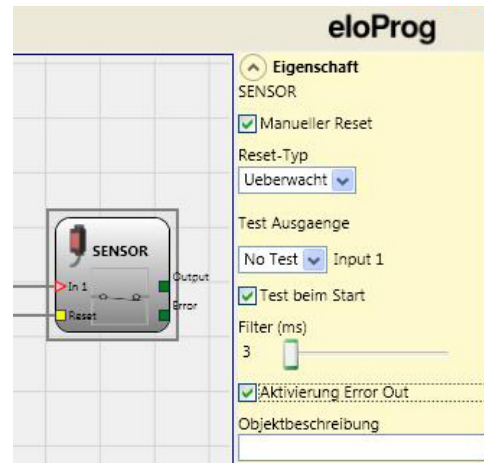 eloProg
Eigenschaft
SENSOR
Manueller Reset
Reset-Typ
Ueberwacht
Test Ausgaenge
No Test Input 1
Test beim Start
Filter (ms)
3
Aktivierung Error Out
Objektbeschreibung
SENSOR
In 1
Output
Reset
Error